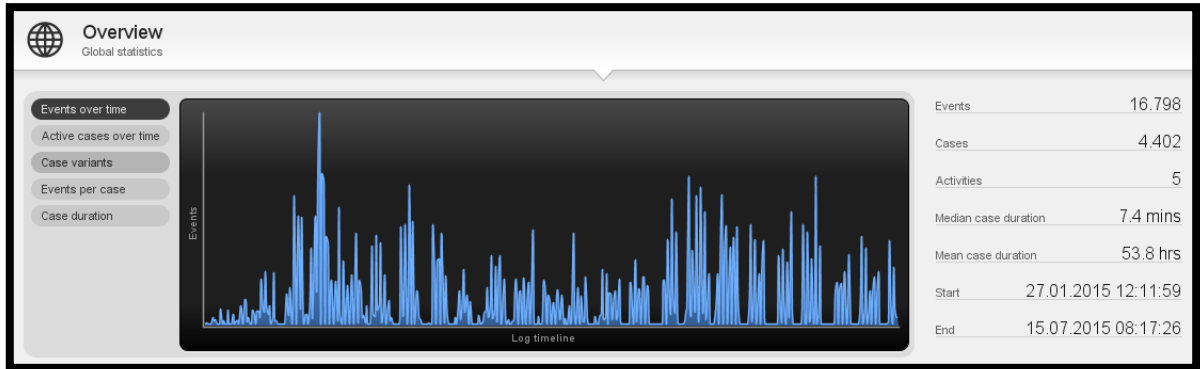 Overview
Global statistics
Events over time
Active cases over time
Case variants
Events per case
Case duration
Events
Log timeline
Events 16.798
Cases 4.402
Activities 5
Median case duration 7.4 mins
Mean case duration 53.8 hrs
Start 27.01.2015 12:11:59
End 15.07.2015 08:17:26